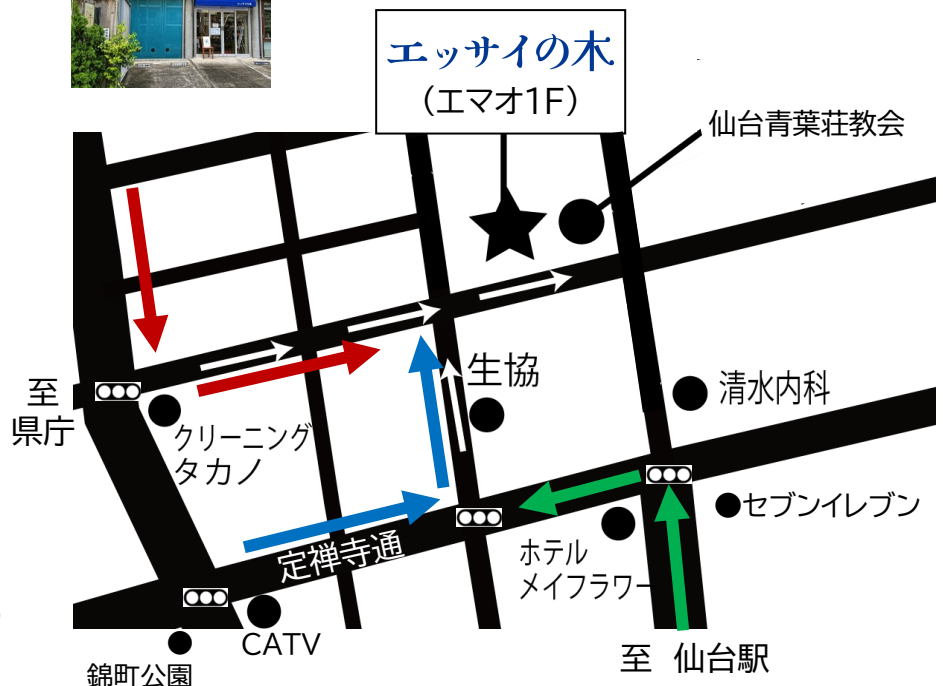 エッサイの木
（エマオ1F）
仙台青葉荘教会
至
県庁
クリーニング
タカノ
生協
清水内科
セブンイレブン
ホテル
メイフラワー
定禅寺通
CATV
錦町公園
至 仙台駅